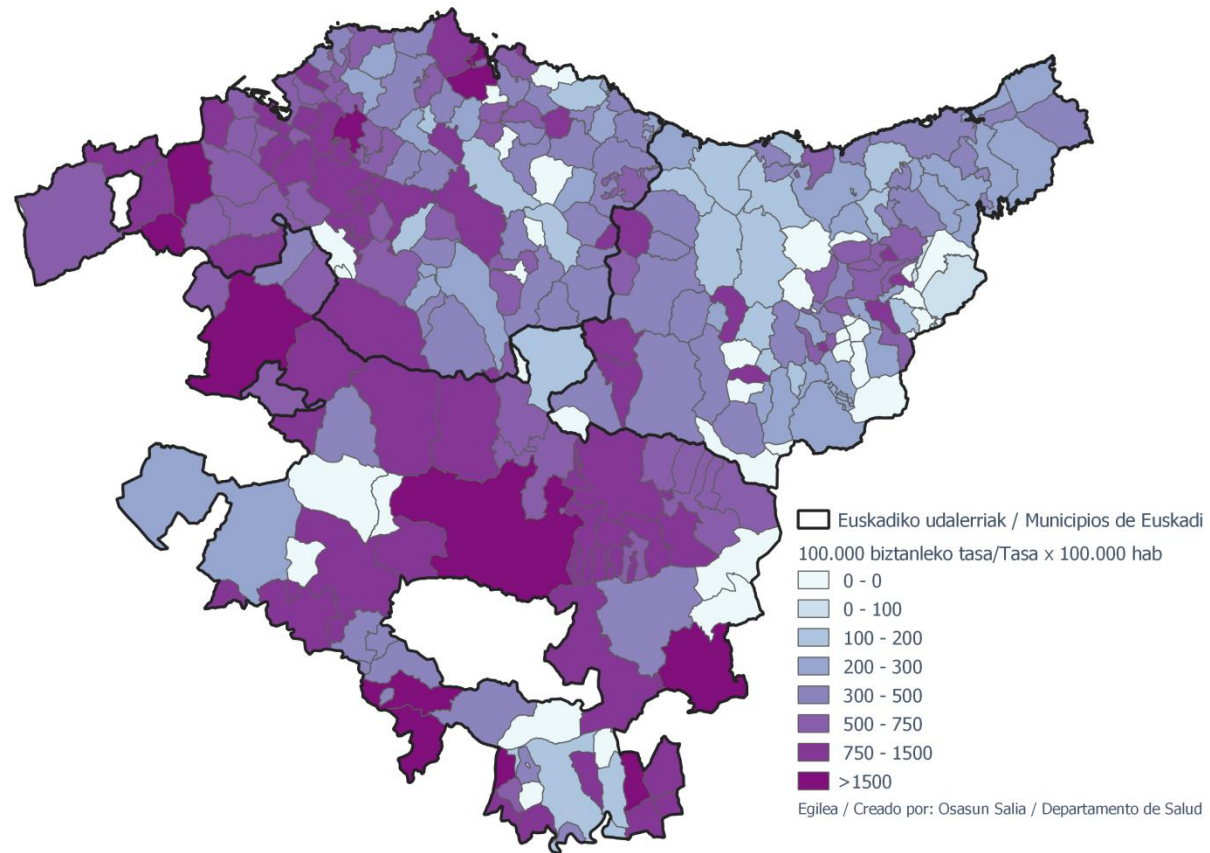 Euskadiko udalerriak / Municipios de Euskadi
100.000 biztanleko tasa/Tasa x 100.000 hab
0 - 0
0 - 100
100 - 200
200 - 300
300 - 500
500 - 750
750 - 1500
>1500
Egilea / Creado por: Osasun Salia / Departamento de Salud